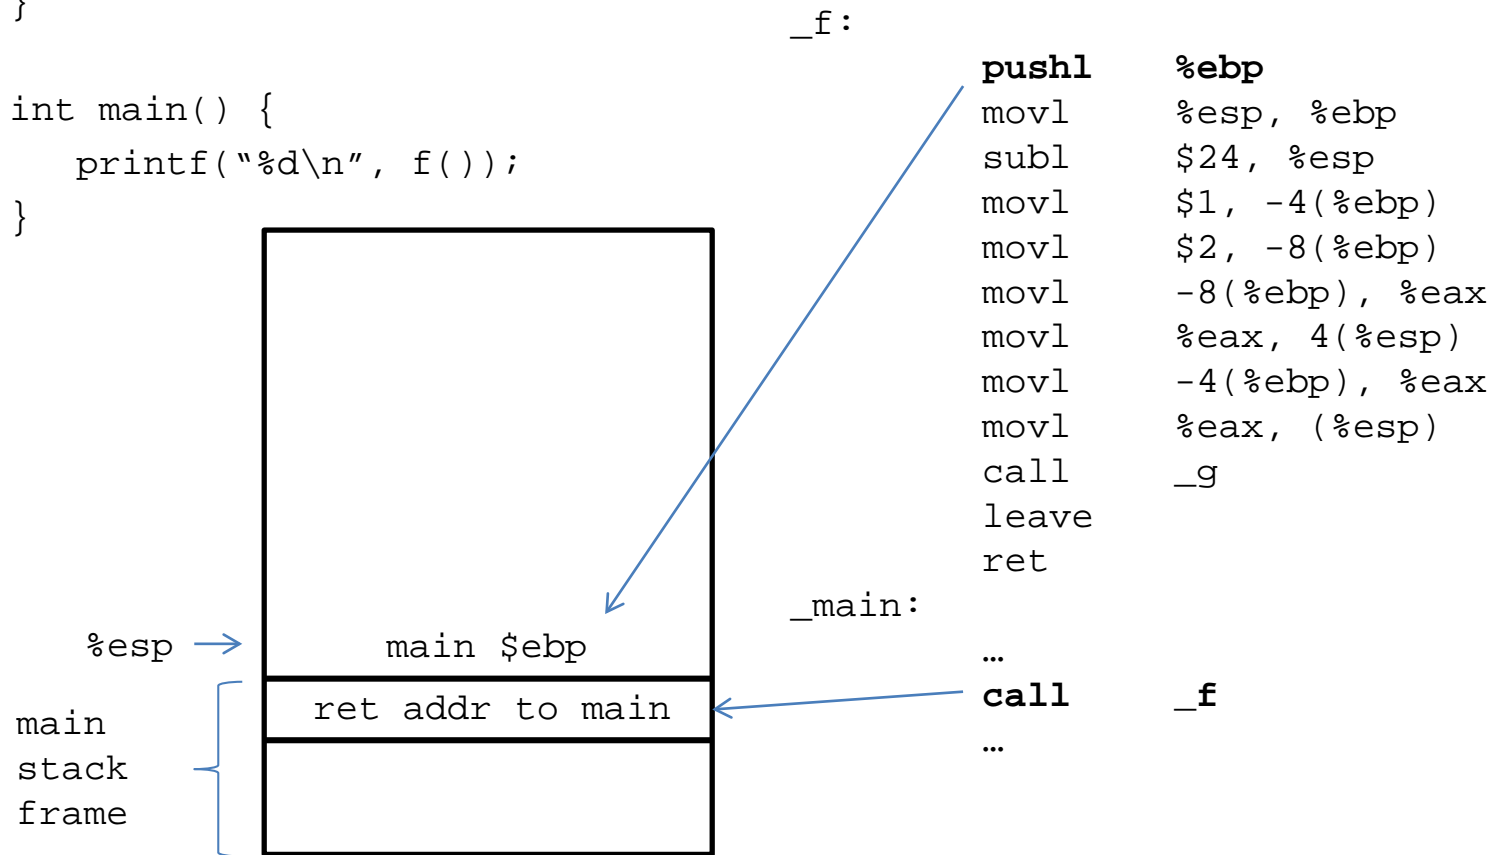 }
int main() {
printf(“%d\n”, f());
}
%esp
main $ebp
ret addr to main
main
stack
frame
_f:
pushl %ebp
movl %esp, %ebp
subl $24, %esp
movl $1, -4(%ebp)
movl $2, -8(%ebp)
movl -8(%ebp), %eax
movl %eax, 4(%esp)
movl -4(%ebp), %eax
movl %eax, (%esp)
call _g
leave
ret
_main:
…
call _f
…